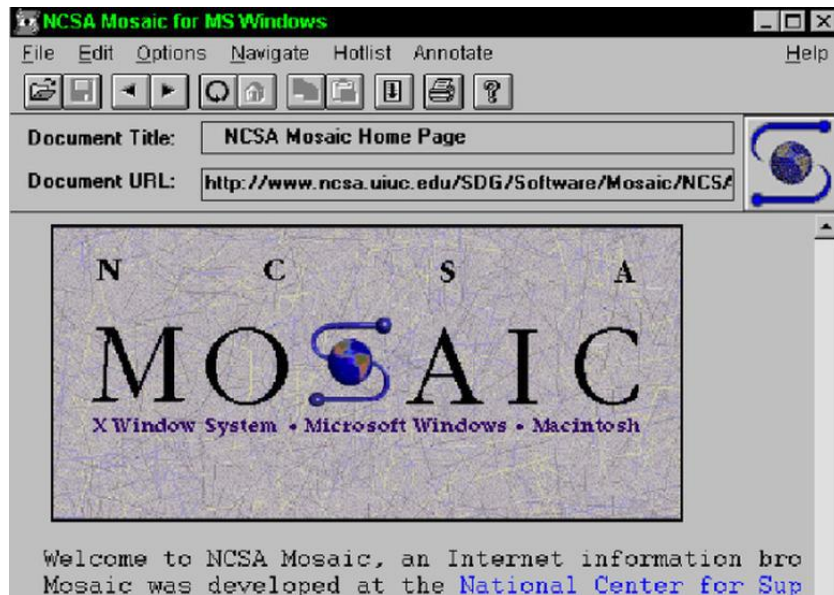 NCSA Mosaic for MS Windows
File Edit Options Navigate Hotlist Annotate Help
Document Title: NCSA Mosaic Home Page
Document URL: http://www.ncsa.uiuc.edu/SDG/Software/Mosaic/NCSA
N C S A
MOSAIC
X Window System • Microsoft Windows • Macintosh
Welcome to NCSA Mosaic, an Internet information bro
Mosaic was developed at the National Center for Sup